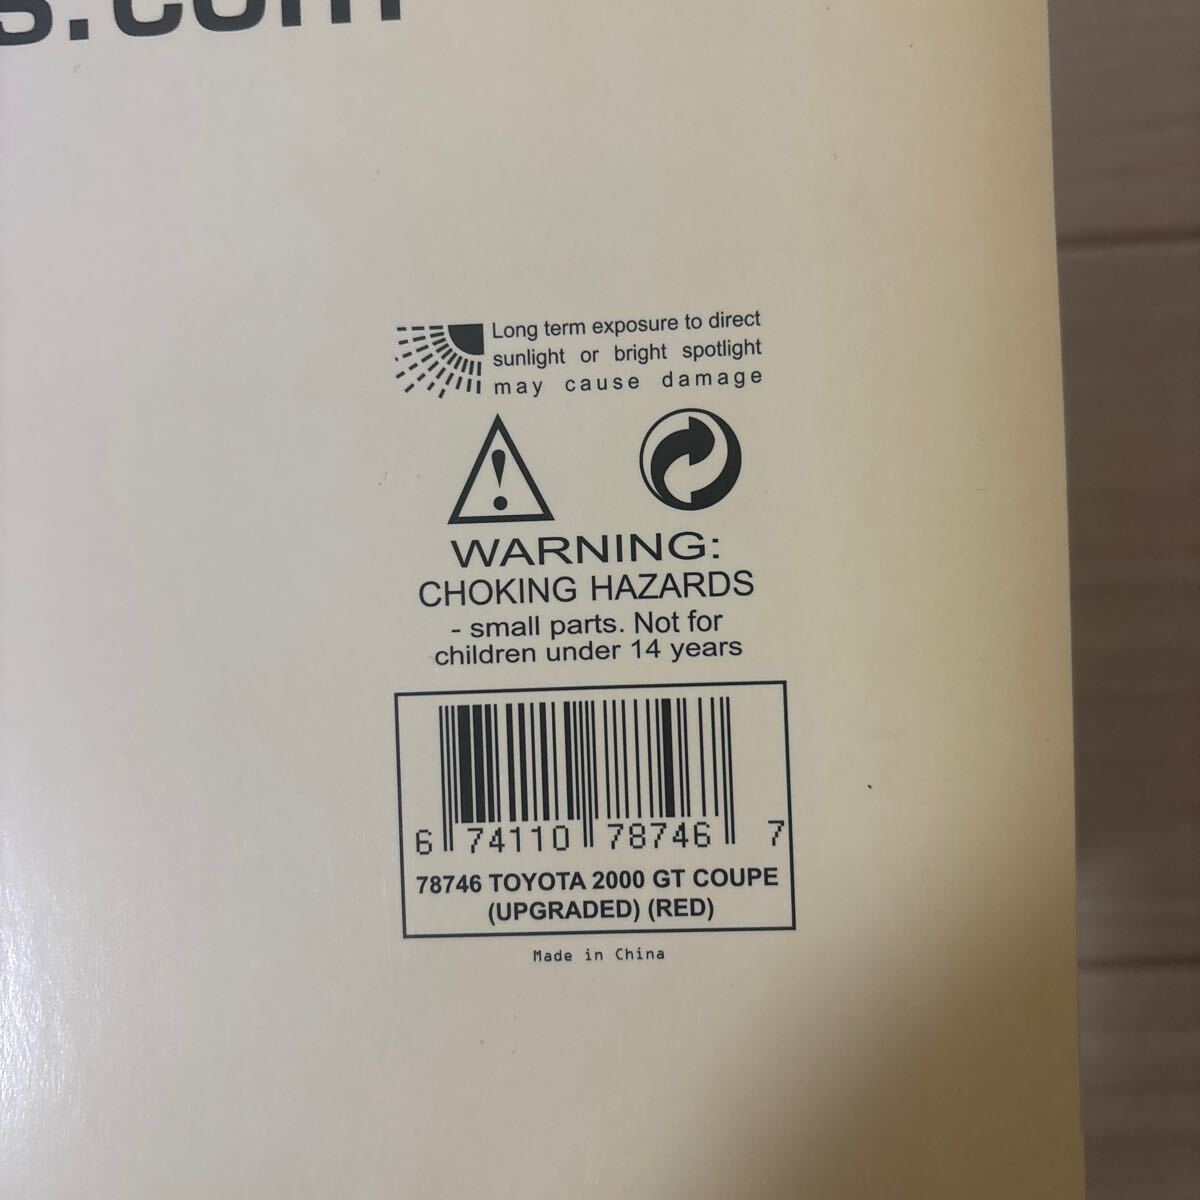 s.com
Long term exposure to direct
sunlight or bright spotlight
may cause damage
WARNING:
CHOKING HAZARDS
- small parts. Not for
children under 14 years
6 74110 78746 7
78746 TOYOTA 2000 GT COUPE
(UPGRADED) (RED)
Made in China